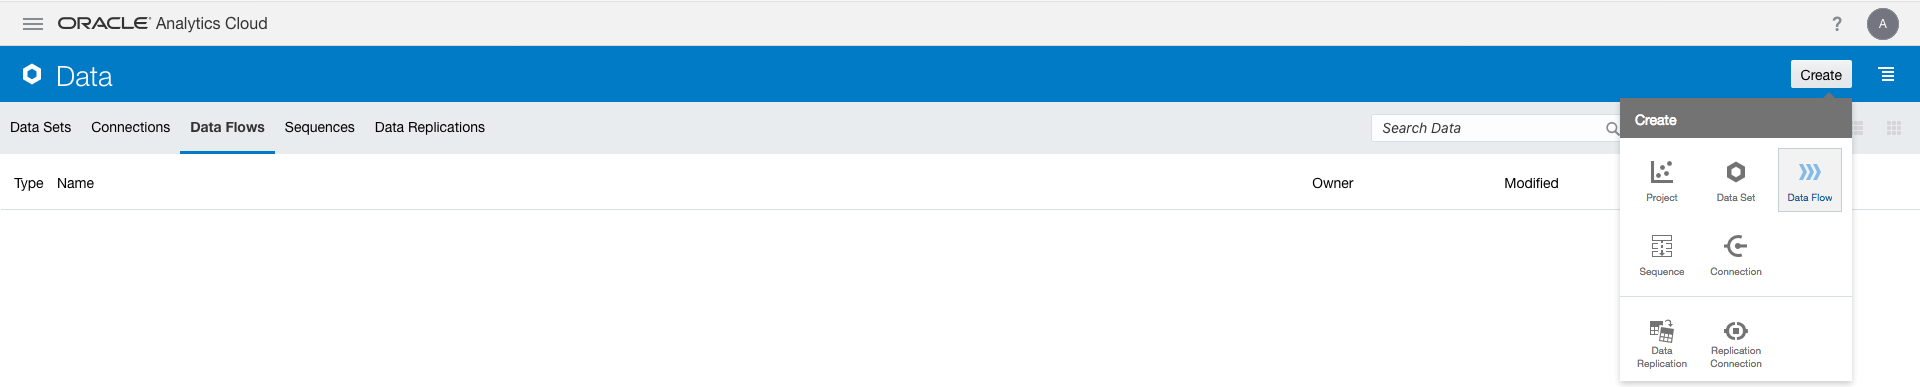 ORACLE Analytics Cloud
?
A
Data
Create
Data Sets
Connections
Data Flows
Sequences
Data Replications
Search Data
Type
Name
Owner
Modified
Create
Project
Data Set
Data Flow
Sequence
Connection
Data
Replication
Replication
Connection